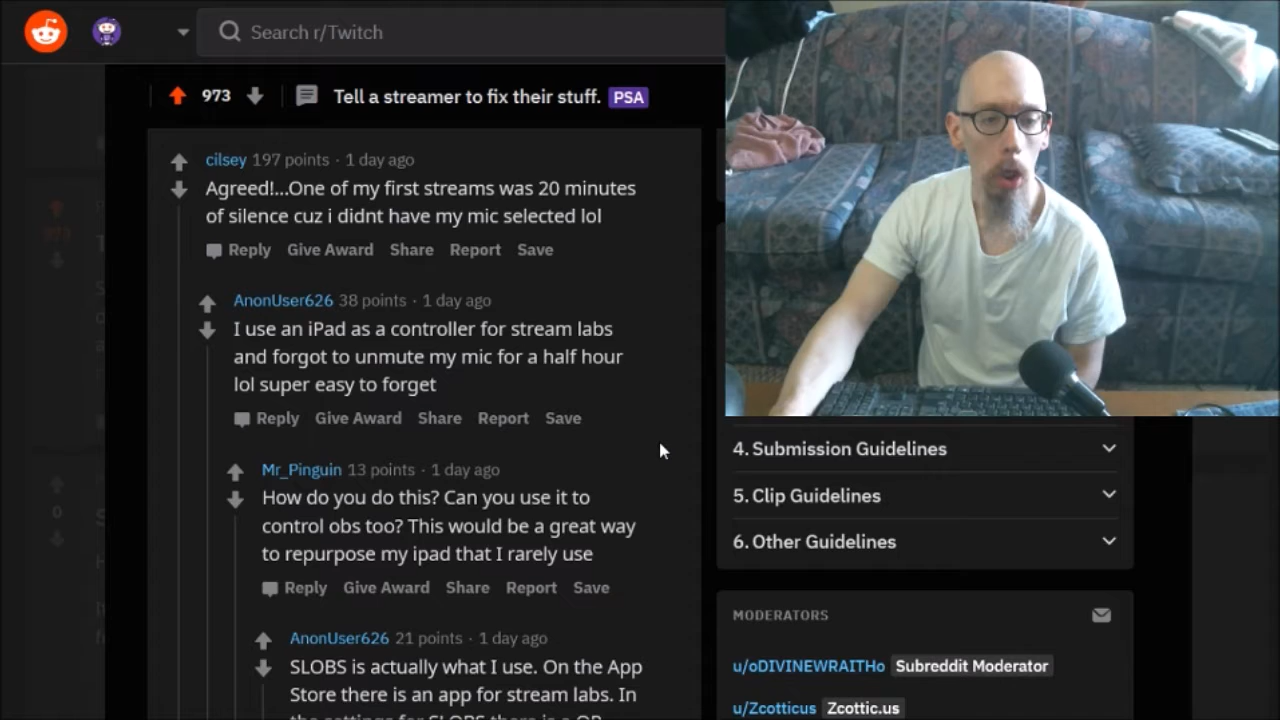 Search r/Twitch
973 Tell a streamer to fix their stuff. PSA
cilsey 197 points · 1 day ago
Agreed!...One of my first streams was 20 minutes
of silence cuz i didnt have my mic selected lol
Reply Give Award Share Report Save
AnonUser626 38 points · 1 day ago
I use an iPad as a controller for stream labs
and forgot to unmute my mic for a half hour
lol super easy to forget
Reply Give Award Share Report Save
Mr_Pinguin 13 points · 1 day ago
How do you do this? Can you use it to
control obs too? This would be a great way
to repurpose my ipad that I rarely use
Reply Give Award Share Report Save
AnonUser626 21 points · 1 day ago
SLOBS is actually what I use. On the App
Store there is an app for stream labs. In
4. Submission Guidelines
5. Clip Guidelines
6. Other Guidelines
MODERATORS
u/oDIVINEWRAITHo Subreddit Moderator
u/Zcotticus Zcottic.us